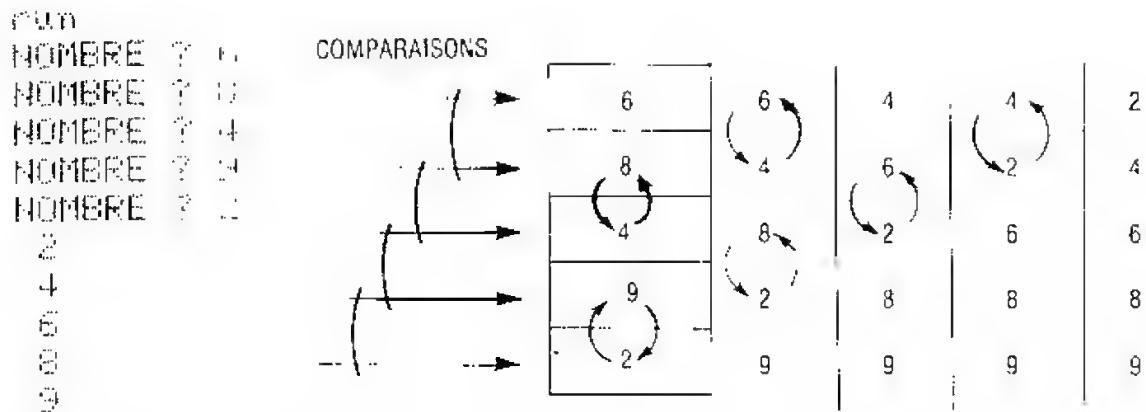 run
NOMBRE ?
NOMBRE ?
NOMBRE ? 4
NOMBRE ?
NOMBRE ?
2
4
6
8
9
COMPARAISONS
6 6 4 4 2
8 4 6 2 4
4 8 2 6 6
9 2 8 8 8
2 9 9 9 9